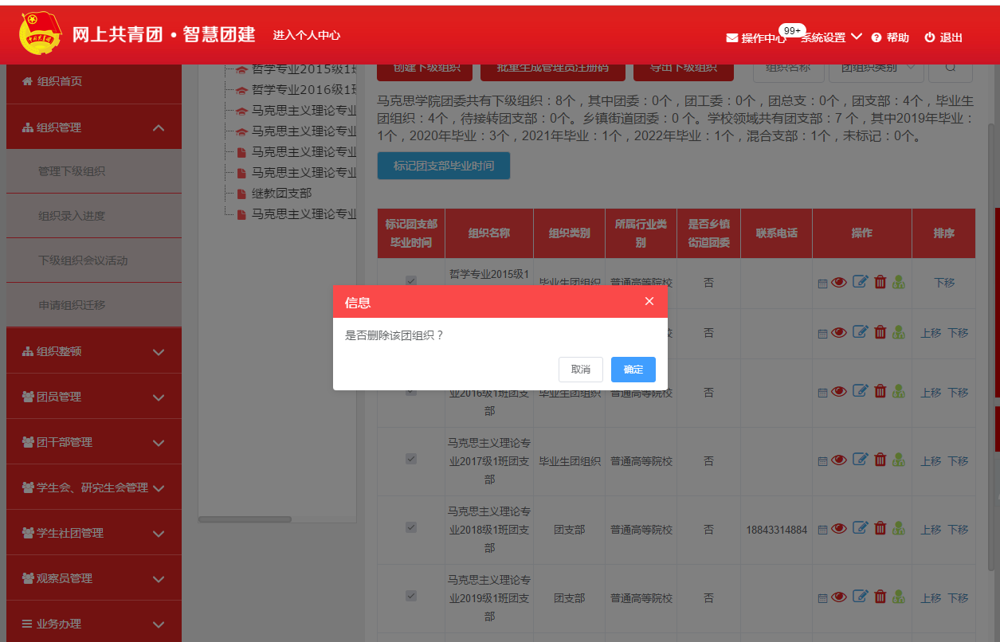 网上共青团·智慧团建
进入个人中心
操作中心
99+
系统设置
帮助
退出
组织首页
组织管理
管理下级组织
组织录入进度
下级组织会议活动
申请组织迁移
组织整顿
团员管理
团干部管理
学生会、研究生会管理
学生社团管理
观察员管理
业务办理
哲学专业2015级1班
哲学专业2016级1班
马克思主义理论专业
马克思主义理论专业
马克思主义理论专业
马克思主义理论专业
继教团支部
马克思主义理论专业
创建下级组织
批量生成管理员注册码
导出下级组织
组织名称
团组织类别
马克思学院团委共有下级组织：8个，其中团委：0个，团工委：0个，团总支：0个，团支部：4个，毕业生
团组织：4个，待接转团支部：0个。乡镇街道团委：0 个。学校领域共有团支部：7 个，其中2019年毕业：
1个，2020年毕业：3个，2021年毕业：1个，2022年毕业：1个，混合支部：1个，未标记：0个。
标记团支部毕业时间
标记团支部
毕业时间
组织名称
组织类别
所属行业类
别
是否乡镇
街道团委
联系电话
操作
排序
哲学专业2015级1
毕业生团组织
普通高等院校
否
下移
否
上移 下移
业2016级1班团支
部
毕业生团组织
普通高等院校
否
上移 下移
马克思主义理论专
业2017级1班团支
部
毕业生团组织
普通高等院校
否
上移 下移
马克思主义理论专
业2018级1班团支
部
团支部
普通高等院校
否
18843314884
上移 下移
马克思主义理论专
业2019级1班团支
部
团支部
普通高等院校
否
上移 下移
信息
是否删除该团组织？
取消
确定